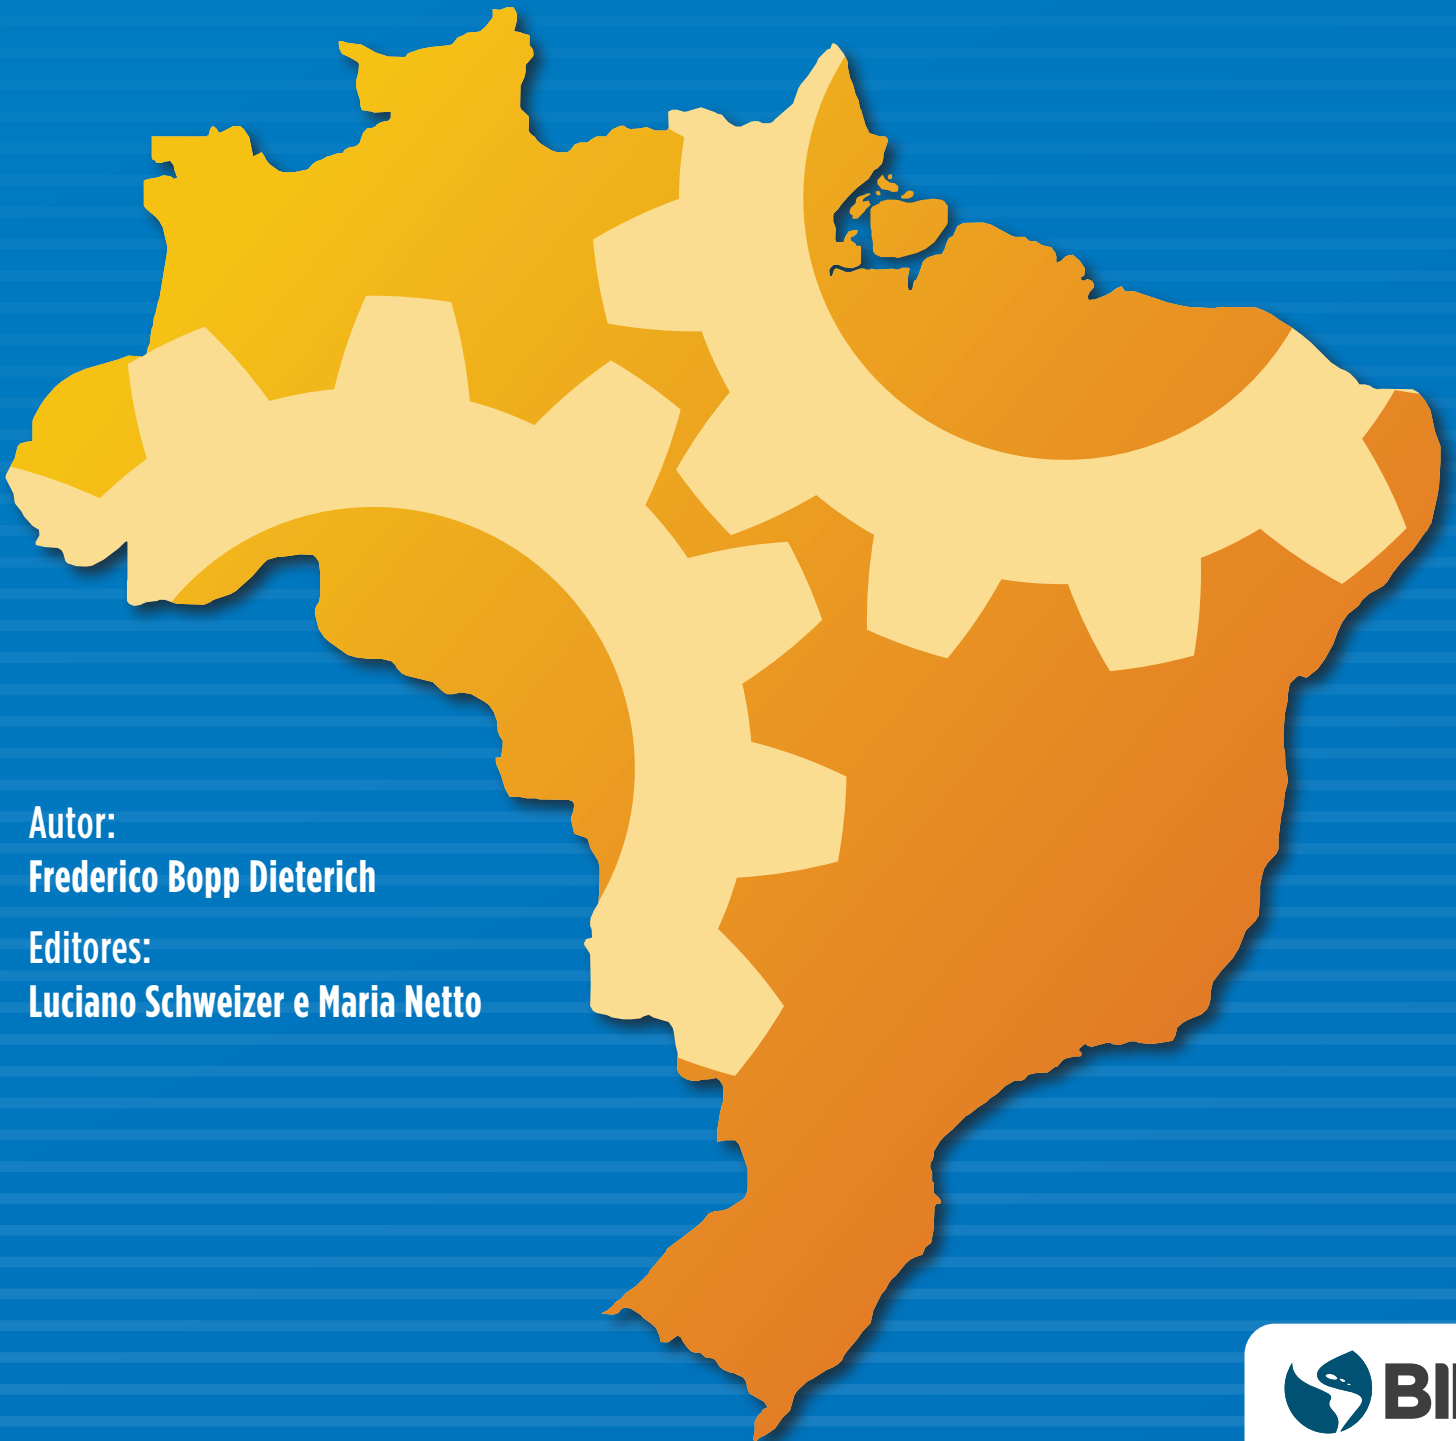 Autor:
Frederico Bopp Dieterich
Editores:
Luciano Schweizer e Maria Netto